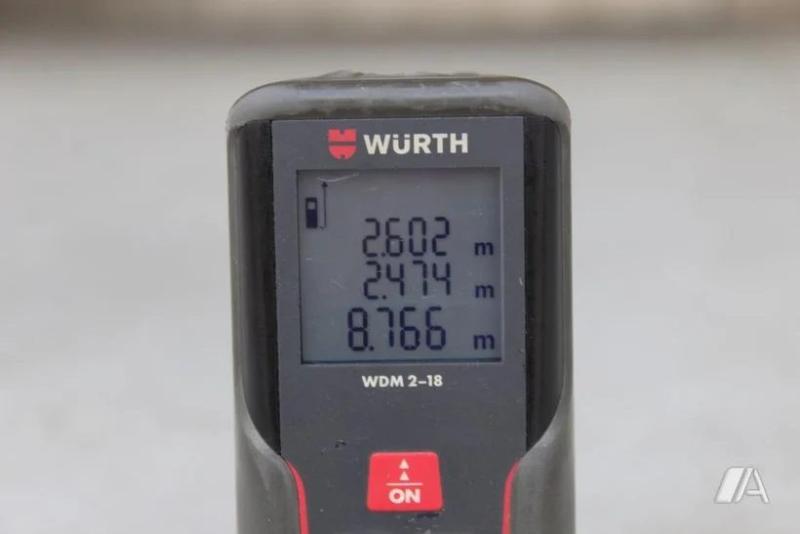 WÜRTH
2.602 m
2.474 m
8.766 m
WDM 2-18
ON